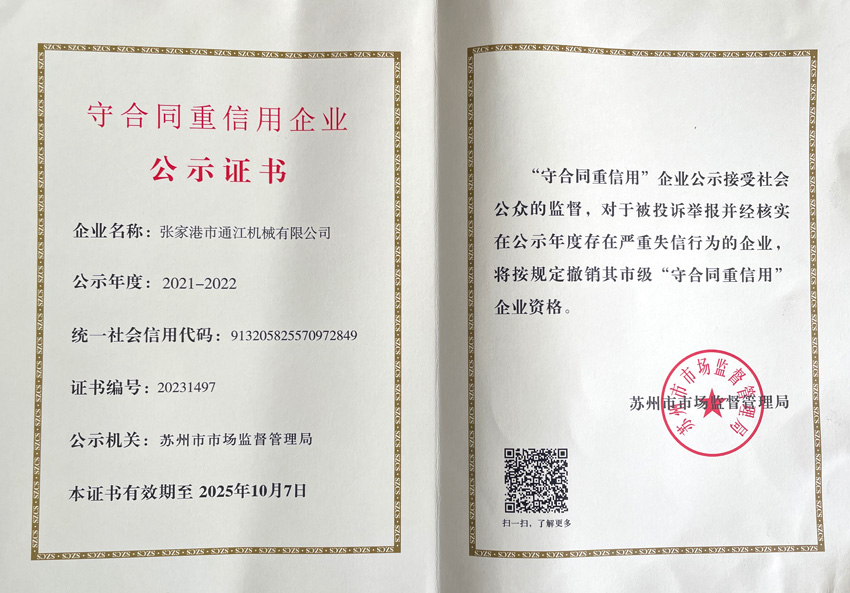 守合同重信用企业
公示证书
企业名称：张家港市通江机械有限公司
公示年度：2021-2022
统一社会信用代码：913205825570972849
证书编号：20231497
公示机关：苏州市市场监督管理局
本证书有效期至 2025年10月7日
“守合同重信用”企业公示接受社会
公众的监督，对于被投诉举报并经核实
在公示年度存在严重失信行为的企业，
将按规定撤销其市级“守合同重信用”
企业资格。
苏州市市场监督管理局
苏州市市场监督管理局
扫一扫，了解更多
SZCS